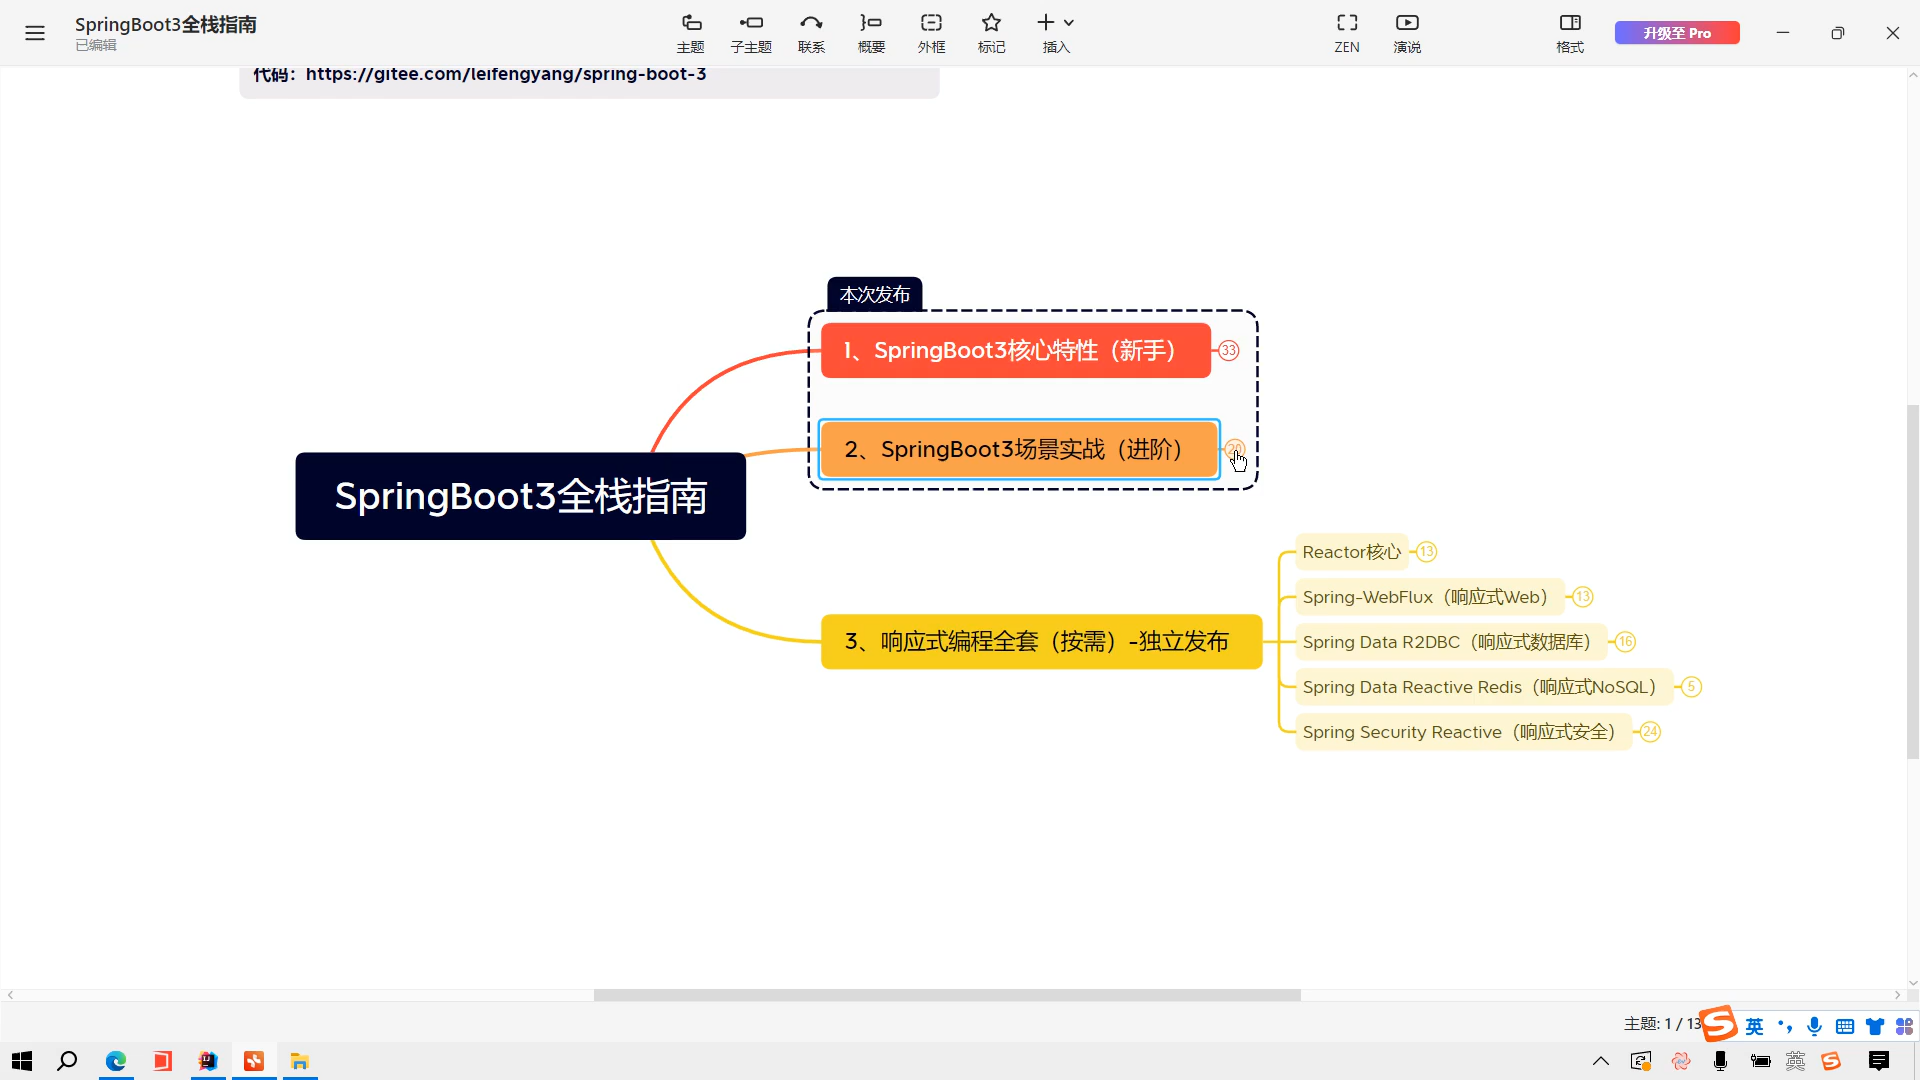 SpringBoot3全栈指南
已编辑
主题
子主题
联系
概要
外框
标记
插入
ZEN
演说
格式
升级至 Pro
代码：https://gitee.com/leifengyang/spring-boot-3
本次发布
1、SpringBoot3核心特性（新手）
33
2、SpringBoot3场景实战（进阶）
SpringBoot3全栈指南
3、响应式编程全套（按需）-独立发布
Reactor核心
13
Spring-WebFlux（响应式Web）
13
Spring Data R2DBC（响应式数据库）
16
Spring Data Reactive Redis（响应式NoSQL）
5
Spring Security Reactive（响应式安全）
24
主题: 1 / 13
英
英